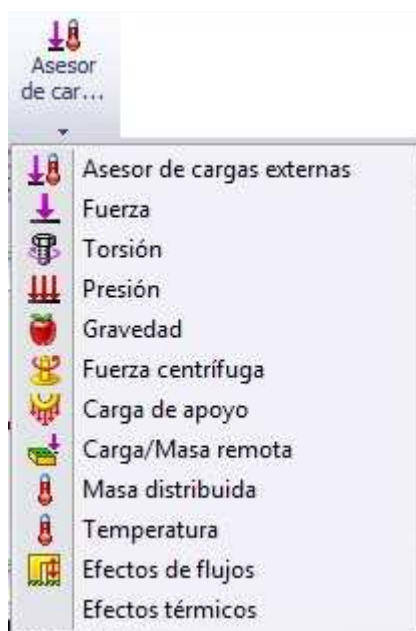 Asesor
de car...
Asesor de cargas externas
Fuerza
Torsión
Presión
Gravedad
Fuerza centrífuga
Carga de apoyo
Carga/Masa remota
Masa distribuida
Temperatura
Efectos de flujos
Efectos térmicos